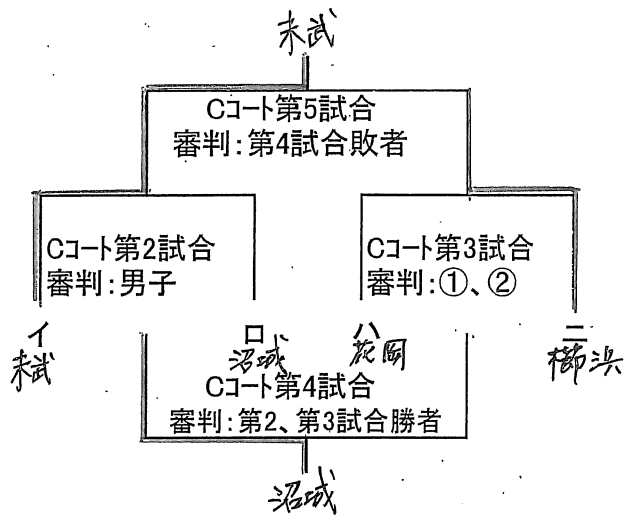 末武
Cコート第5試合
審判：第4試合敗者
Cコート第2試合
審判：男子
Cコート第3試合
審判：①、②
イ
ロ
ハ
ニ
末武
沼城
花岡
櫛浜
Cコート第4試合
審判：第2、第3試合勝者
沼城